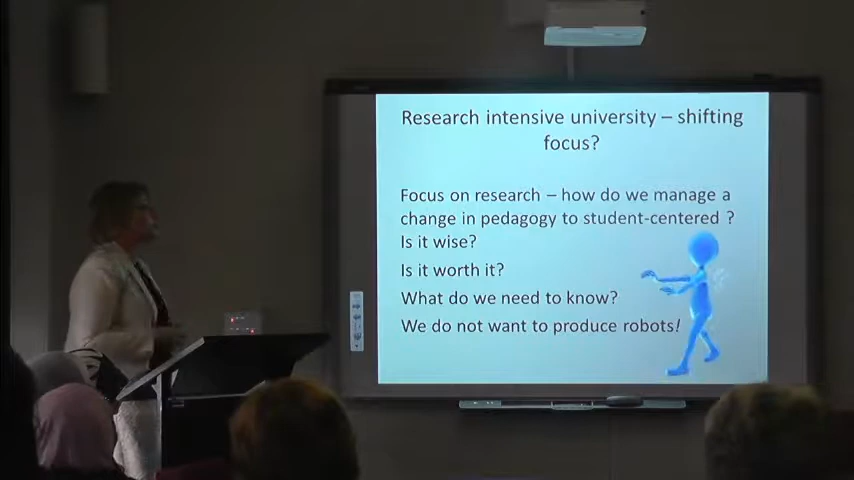 Research intensive university – shifting
focus?
Focus on research – how do we manage a
change in pedagogy to student-centered ?
Is it wise?
Is it worth it?
What do we need to know?
We do not want to produce robots!